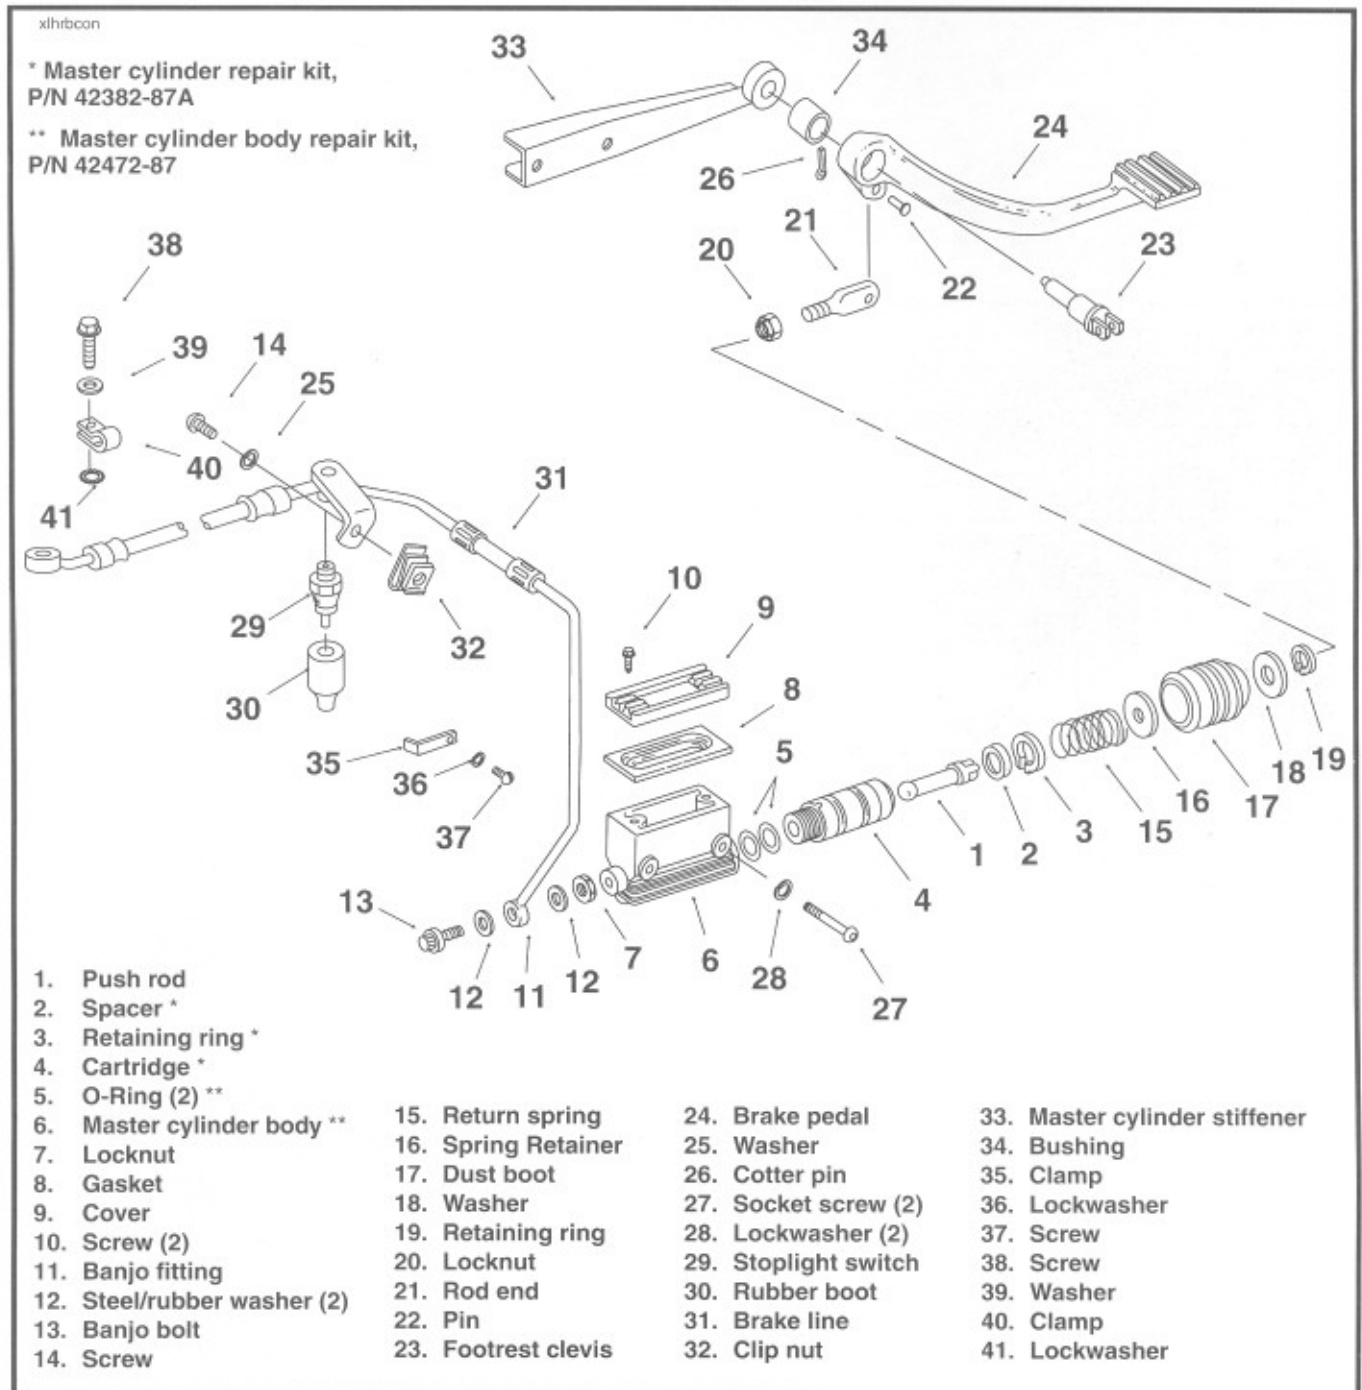 xlhrbcon
* Master cylinder repair kit,
P/N 42382-87A
** Master cylinder body repair kit,
P/N 42472-87
33
34
24
26
21
20
22
23
38
39
14
25
40
41
31
29
32
30
10
9
8
5
35
36
37
19
18
17
16
15
3
2
1
4
13
12
11
12
7
6
28
27
1. Push rod
2. Spacer *
3. Retaining ring *
4. Cartridge *
5. O-Ring (2) **
6. Master cylinder body **
7. Locknut
8. Gasket
9. Cover
10. Screw (2)
11. Banjo fitting
12. Steel/rubber washer (2)
13. Banjo bolt
14. Screw
15. Return spring
16. Spring Retainer
17. Dust boot
18. Washer
19. Retaining ring
20. Locknut
21. Rod end
22. Pin
23. Footrest clevis
24. Brake pedal
25. Washer
26. Cotter pin
27. Socket screw (2)
28. Lockwasher (2)
29. Stoplight switch
30. Rubber boot
31. Brake line
32. Clip nut
33. Master cylinder stiffener
34. Bushing
35. Clamp
36. Lockwasher
37. Screw
38. Screw
39. Washer
40. Clamp
41. Lockwasher